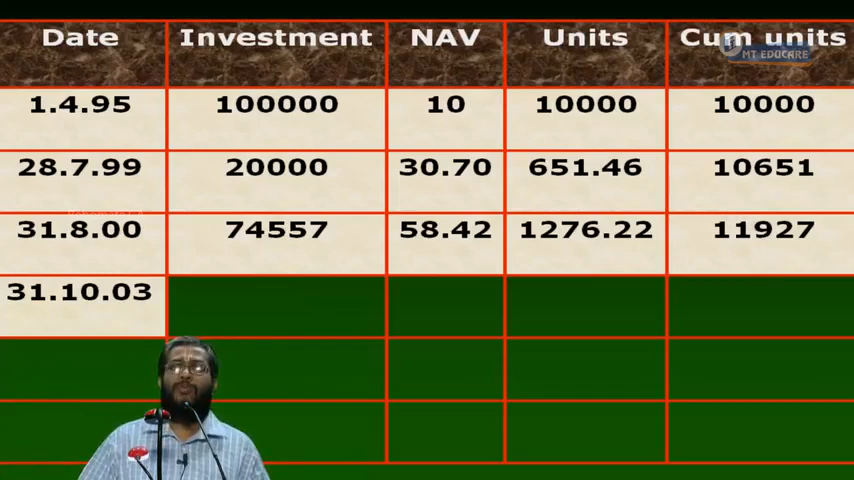 Date Investment NAV Units Cum units
MT EDUCARE
1.4.95 100000 10 10000 10000
28.7.99 20000 30.70 651.46 10651
31.8.00 74557 58.42 1276.22 11927
31.10.03